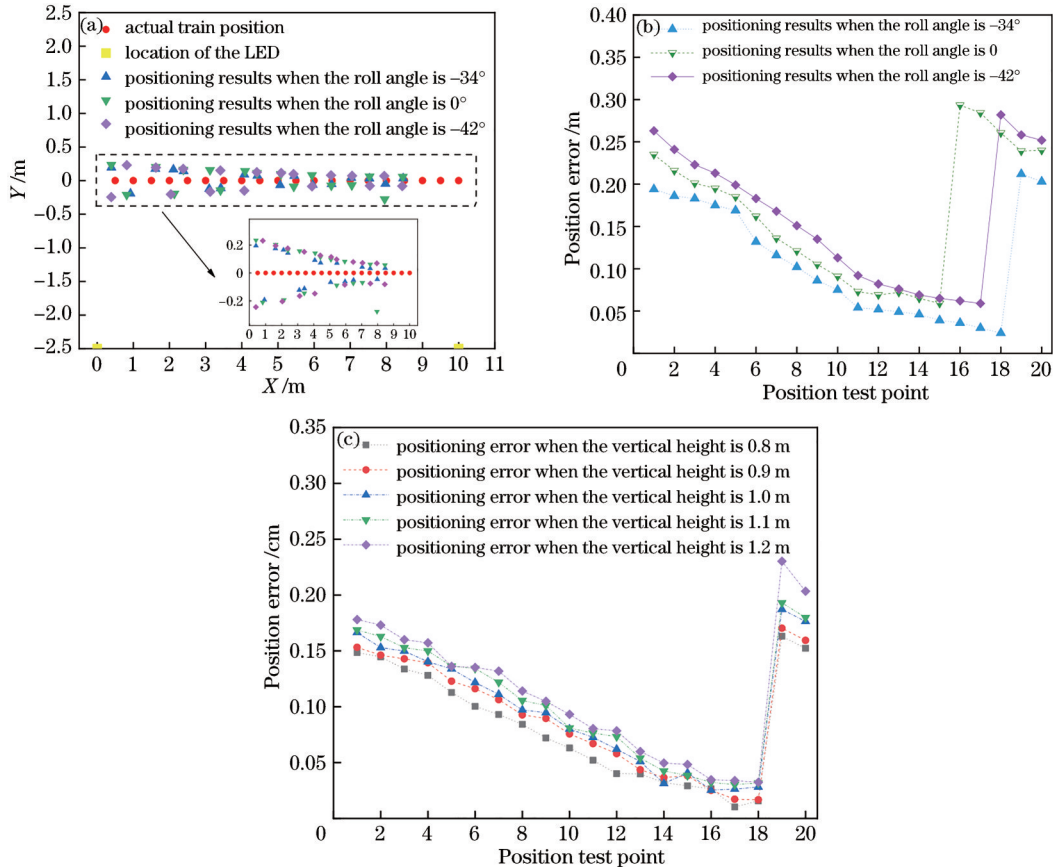 (a)
actual train position
location of the LED
positioning results when the roll angle is –34°
positioning results when the roll angle is 0°
positioning results when the roll angle is –42°
2.5
2.0
1.5
1.0
0.5
0
–0.5
–1.0
–1.5
–2.0
–2.5
Y /m
0.2
0
–0.2
0 1 2 3 4 5 6 7 8 9 10
0 1 2 3 4 5 6 7 8 9 10 11
X /m
(b)
positioning results when the roll angle is –34°
positioning results when the roll angle is 0
positioning results when the roll angle is –42°
0.40
0.30
0.20
0.10
0.05
Position error /m
0 2 4 6 8 10 12 14 16 18 20
Position test point
(c)
positioning error when the vertical height is 0.8 m
positioning error when the vertical height is 0.9 m
positioning error when the vertical height is 1.0 m
positioning error when the vertical height is 1.1 m
positioning error when the vertical height is 1.2 m
0.35
0.30
0.25
0.20
0.15
0.10
0.05
Position error /cm
0 2 4 6 8 10 12 14 16 18 20
Position test point